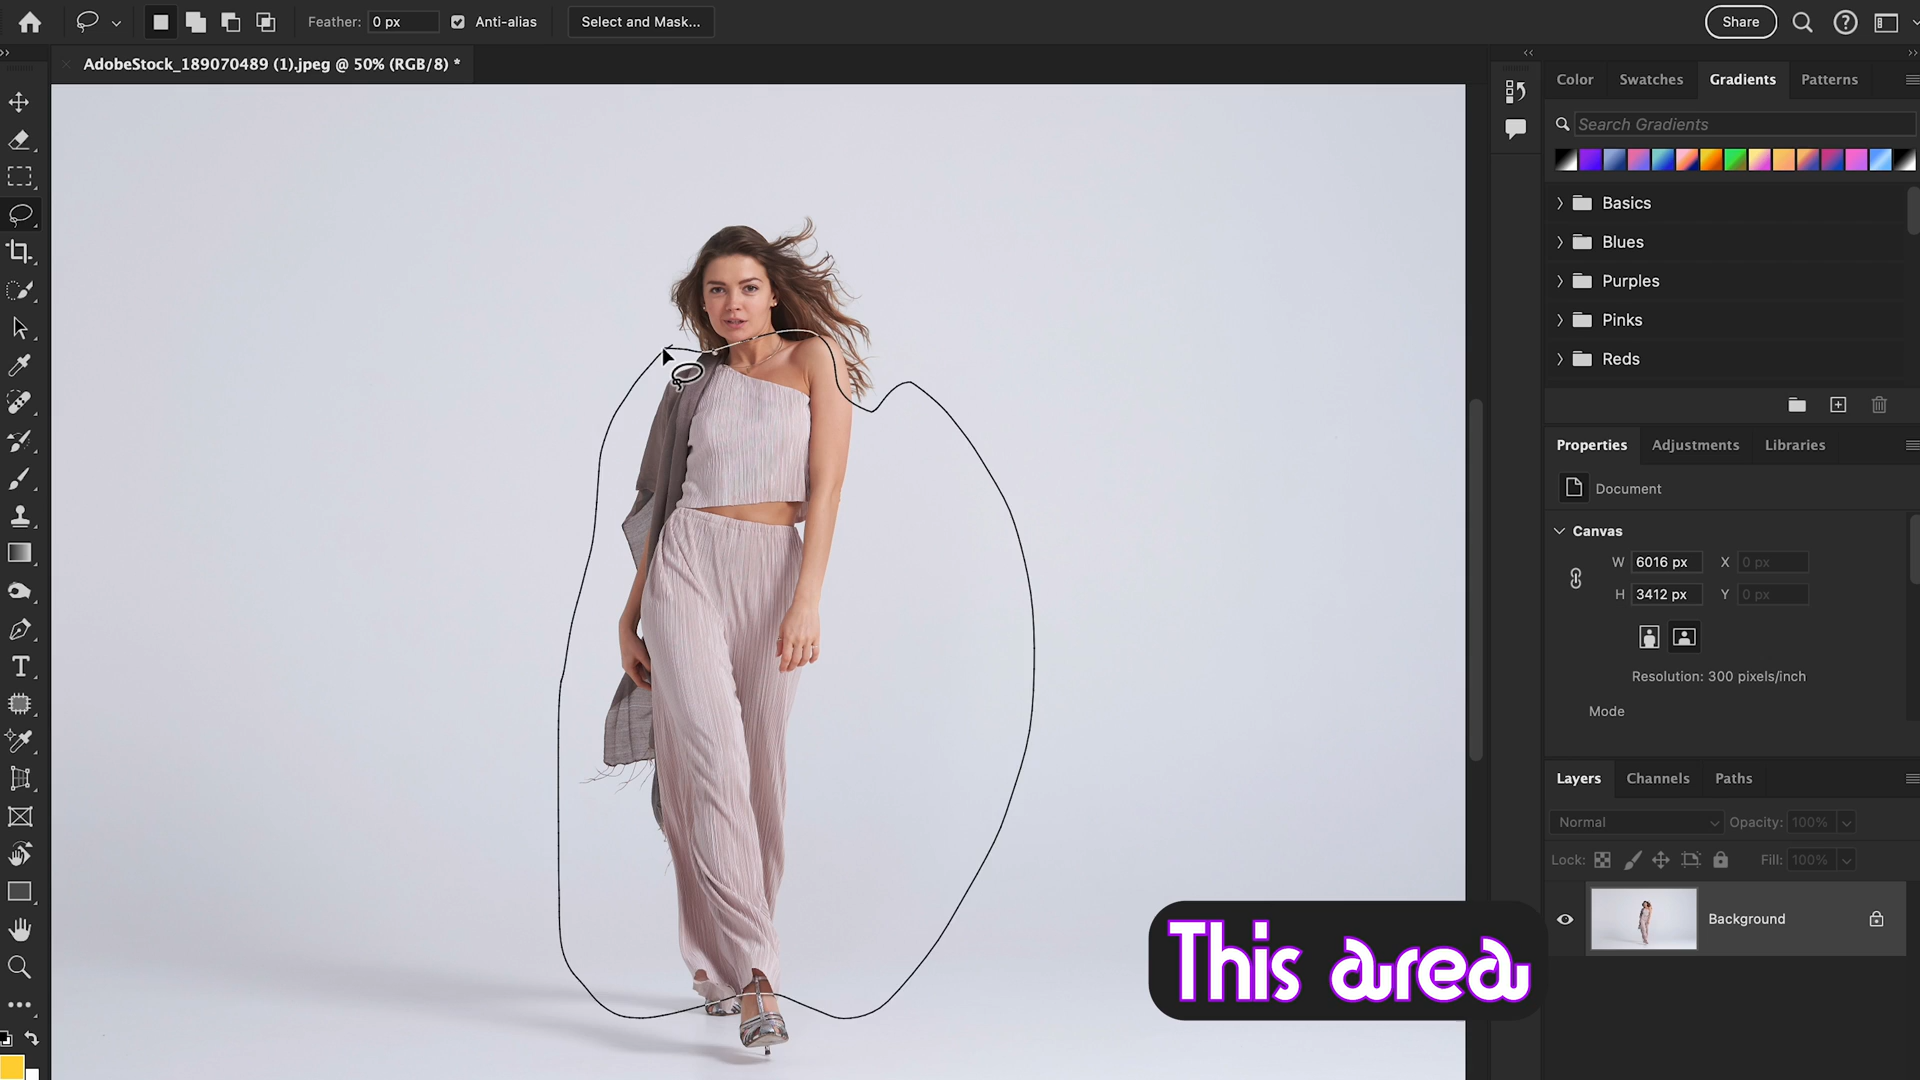 Feather: 0 px Anti-alias Select and Mask... Share
AdobeStock_189070489 (1).jpeg @ 50% (RGB/8) *
Color Swatches Gradients Patterns
Search Gradients
Basics
Blues
Purples
Pinks
Reds
Properties Adjustments Libraries
Document
Canvas
W 6016 px X 0 px
H 3412 px Y 0 px
Resolution: 300 pixels/inch
Mode
Layers Channels Paths
Normal Opacity: 100%
Lock: Fill: 100%
Background
This area